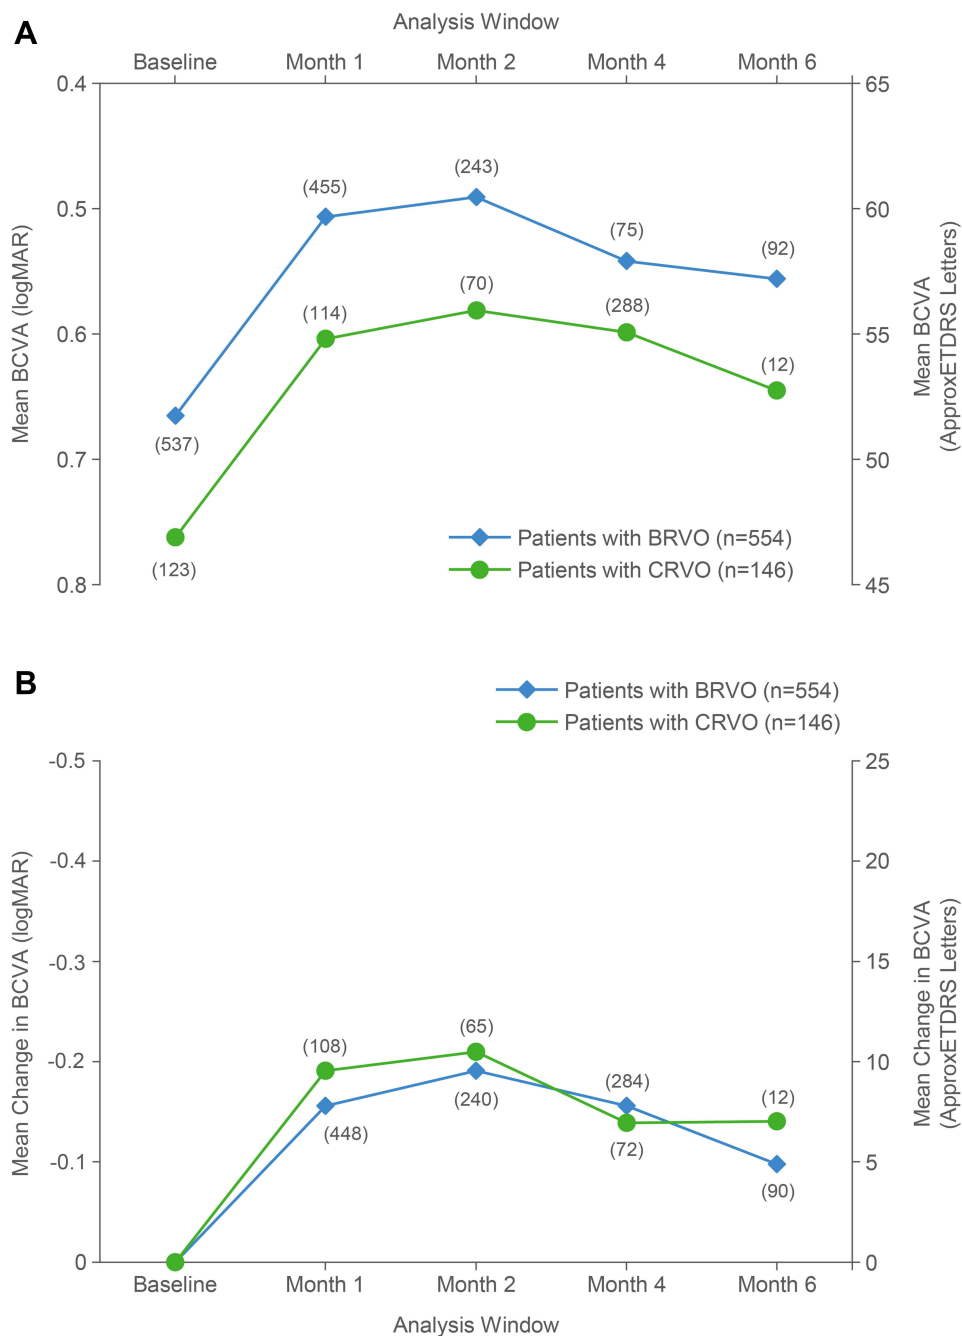 A
Analysis Window
Baseline Month 1 Month 2 Month 4 Month 6
0.4 65
(243)
(455)
0.5 60
(75)
(92)
(70)
(288)
(114)
0.6 55
(12)
(537)
0.7 50
Patients with BRVO (n=554)
(123)
Patients with CRVO (n=146)
0.8 45
Mean BCVA (logMAR)
Mean BCVA
(ApproxETDRS Letters)
B
Patients with BRVO (n=554)
Patients with CRVO (n=146)
-0.5 25
-0.4 20
-0.3 15
(65)
(108)
-0.2 10
(284)
(240)
(12)
(448)
(72)
-0.1 5
(90)
0 0
Baseline Month 1 Month 2 Month 4 Month 6
Analysis Window
Mean Change in BCVA (logMAR)
Mean Change in BCVA
(ApproxETDRS Letters)